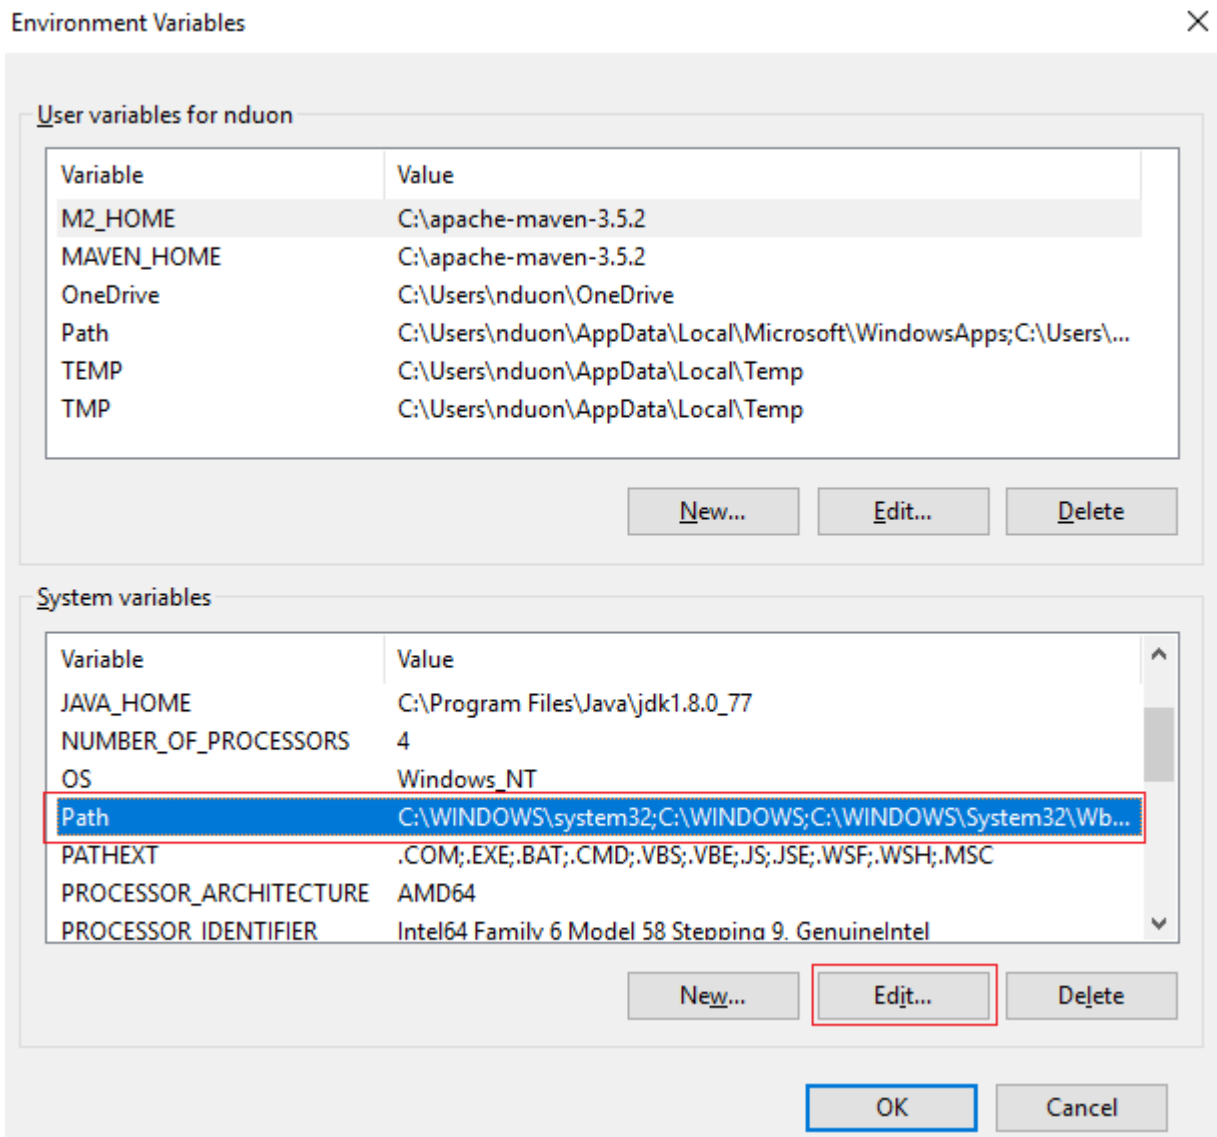 Environment Variables
User variables for nduon
Variable Value
M2_HOME C:\apache-maven-3.5.2
MAVEN_HOME C:\apache-maven-3.5.2
OneDrive C:\Users\nduon\OneDrive
Path C:\Users\nduon\AppData\Local\Microsoft\WindowsApps;C:\Users\...
TEMP C:\Users\nduon\AppData\Local\Temp
TMP C:\Users\nduon\AppData\Local\Temp
New... Edit... Delete
System variables
Variable Value
JAVA_HOME C:\Program Files\Java\jdk1.8.0_77
NUMBER_OF_PROCESSORS 4
OS Windows_NT
Path C:\WINDOWS\system32;C:\WINDOWS;C:\WINDOWS\System32\Wb...
PATHEXT .COM;.EXE;.BAT;.CMD;.VBS;.VBE;.JS;.JSE;.WSF;.WSH;.MSC
PROCESSOR_ARCHITECTURE AMD64
PROCESSOR_IDENTIFIER Intel64 Family 6 Model 58 Stepping 9, GenuineIntel
New... Edit... Delete
OK Cancel